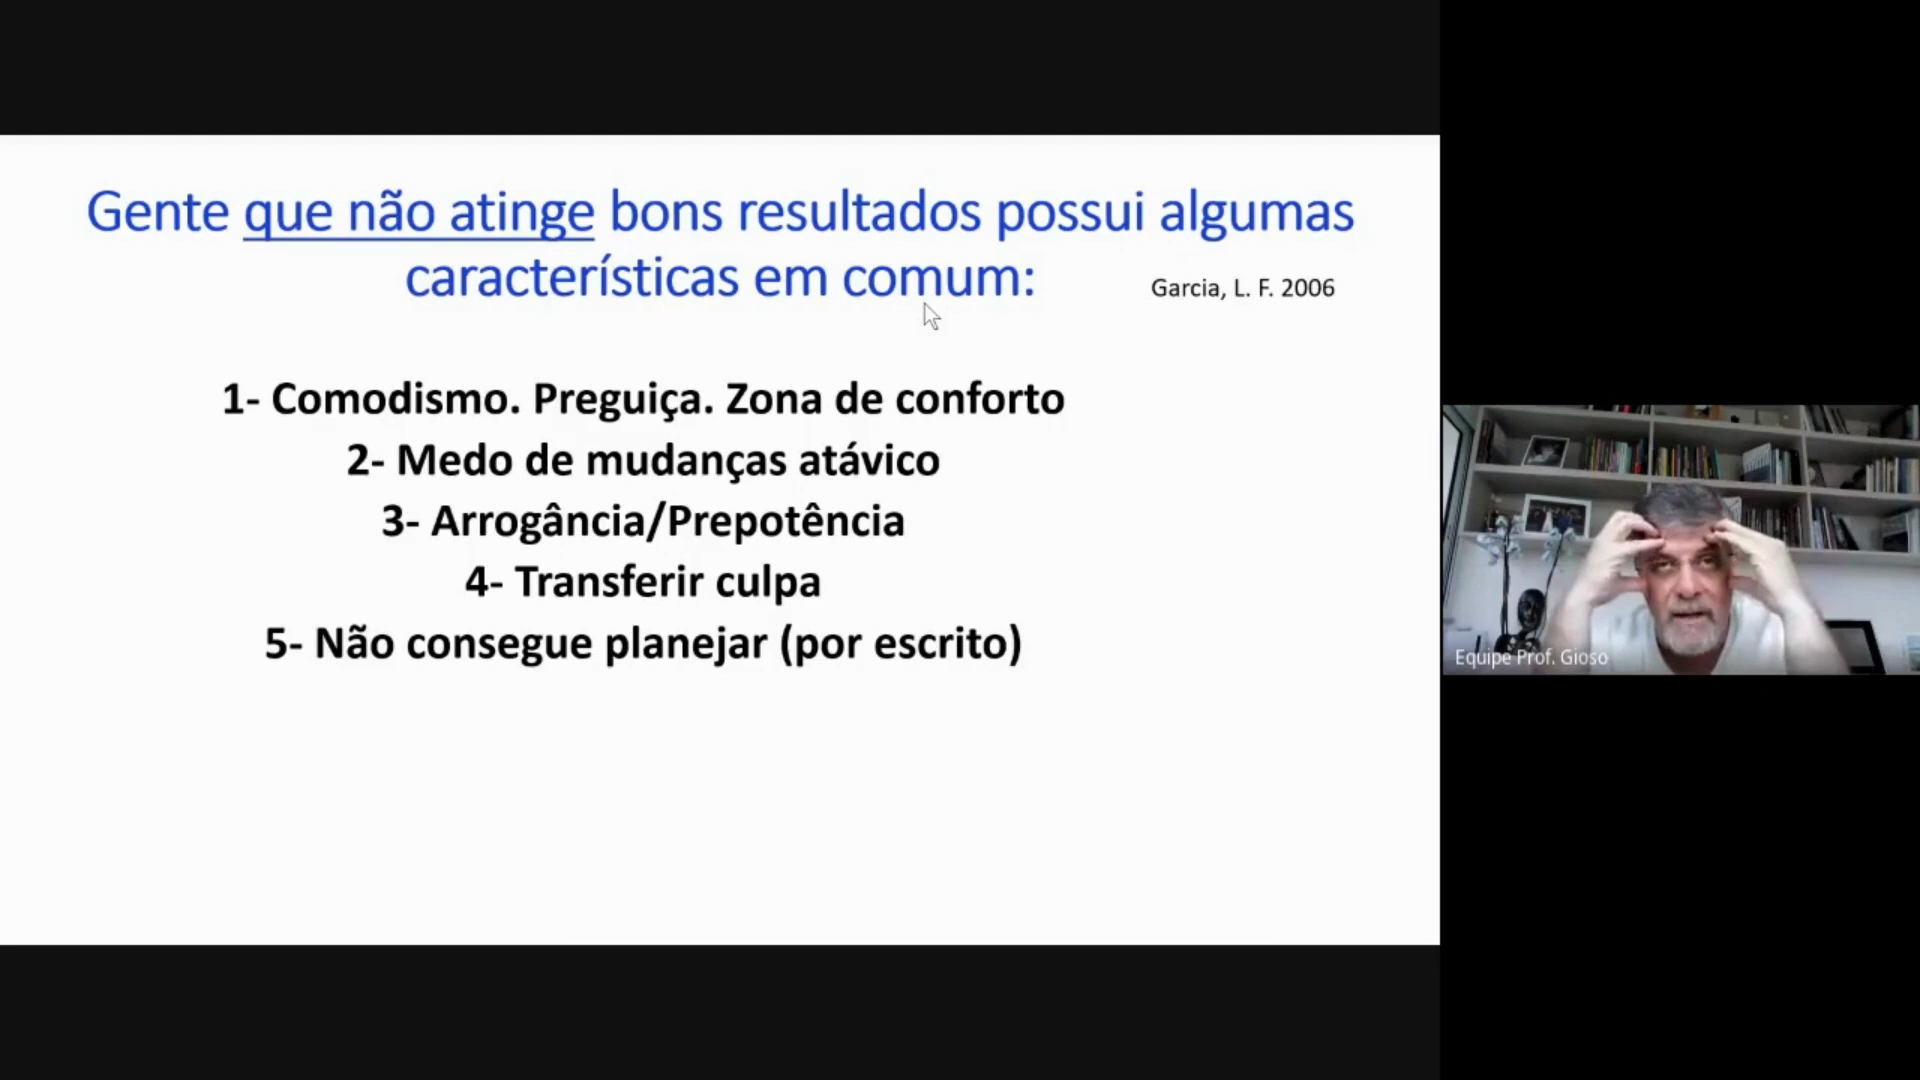 Gente que não atinge bons resultados possui algumas
características em comum:
Garcia, L. F. 2006
1- Comodismo. Preguiça. Zona de conforto
2- Medo de mudanças atávico
3- Arrogância/Prepotência
4- Transferir culpa
5- Não consegue planejar (por escrito)
Equipe Prof. Gioso